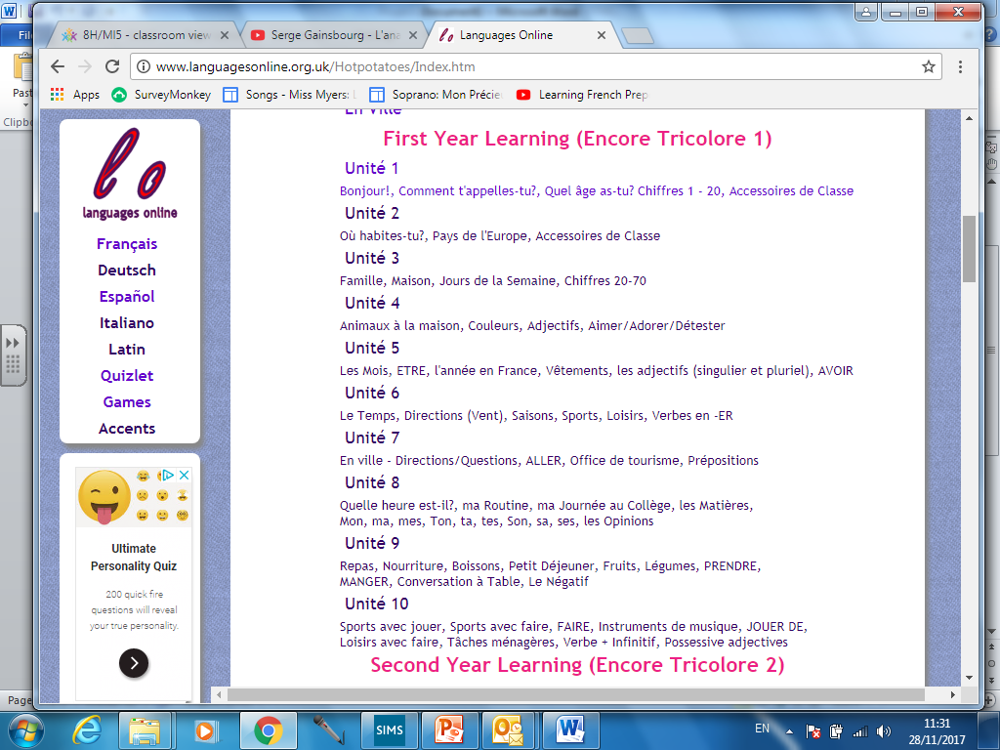 Fil
Past
Clipbo
Page
8H/MI5 - classroom view
Serge Gainsbourg - L'ana
Languages Online
www.languagesonline.org.uk/Hotpotatoes/Index.htm
Apps
SurveyMonkey
Songs - Miss Myers: L
Soprano: Mon Précie
Learning French Prep
lo
languages online
Français
Deutsch
Español
Italiano
Latin
Quizlet
Games
Accents
Ultimate
Personality Quiz
200 quick fire
questions will reveal
your true personality.
En Ville
First Year Learning (Encore Tricolore 1)
Unité 1
Bonjour!, Comment t'appelles-tu?, Quel âge as-tu? Chiffres 1 - 20, Accessoires de Classe
Unité 2
Où habites-tu?, Pays de l'Europe, Accessoires de Classe
Unité 3
Famille, Maison, Jours de la Semaine, Chiffres 20-70
Unité 4
Animaux à la maison, Couleurs, Adjectifs, Aimer/Adorer/Détester
Unité 5
Les Mois, ETRE, l'année en France, Vêtements, les adjectifs (singulier et pluriel), AVOIR
Unité 6
Le Temps, Directions (Vent), Saisons, Sports, Loisirs, Verbes en -ER
Unité 7
En ville - Directions/Questions, ALLER, Office de tourisme, Prépositions
Unité 8
Quelle heure est-il?, ma Routine, ma Journée au Collège, les Matières,
Mon, ma, mes, Ton, ta, tes, Son, sa, ses, les Opinions
Unité 9
Repas, Nourriture, Boissons, Petit Déjeuner, Fruits, Légumes, PRENDRE,
MANGER, Conversation à Table, Le Négatif
Unité 10
Sports avec jouer, Sports avec faire, FAIRE, Instruments de musique, JOUER DE,
Loisirs avec faire, Tâches ménagères, Verbe + Infinitif, Possessive adjectives
Second Year Learning (Encore Tricolore 2)
SIMS
EN
11:31
28/11/2017